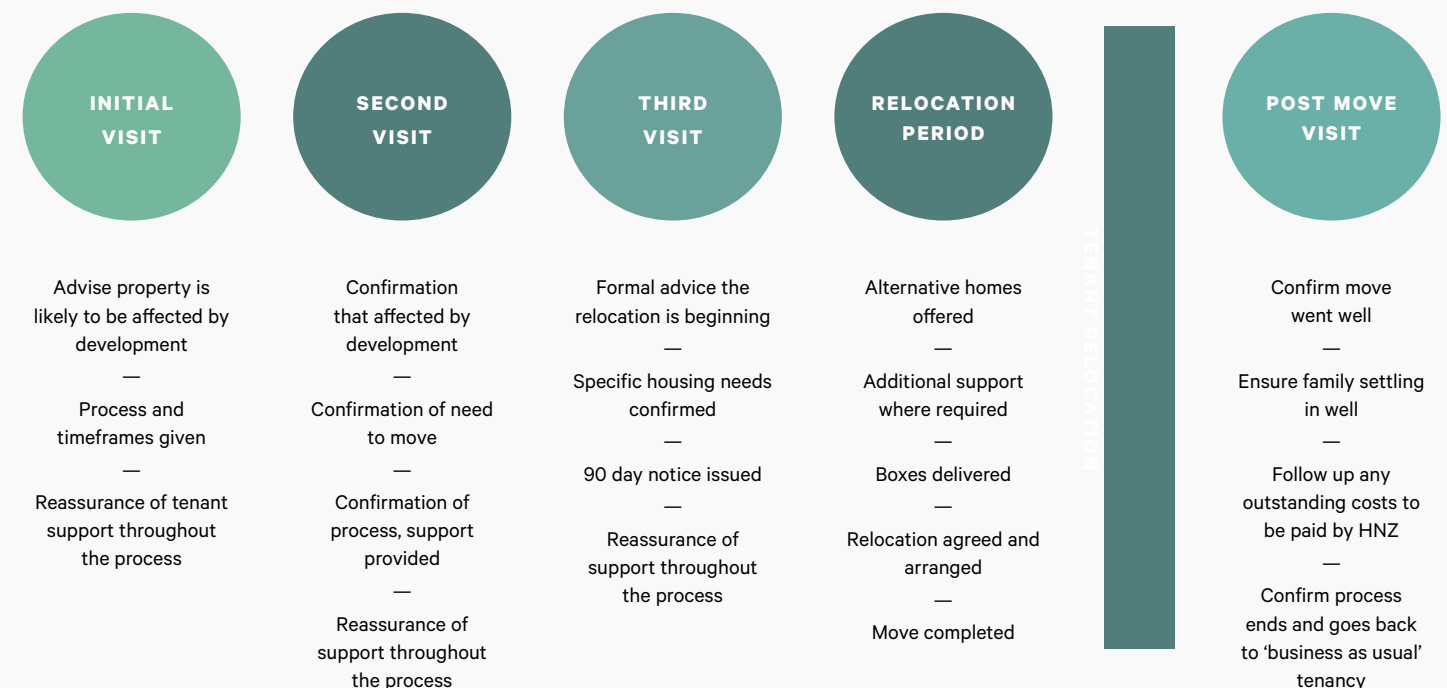 INITIAL
VISIT
Advise property is
likely to be affected by
development
—
Process and
timeframes given
—
Reassurance of tenant
support throughout
the process
SECOND
VISIT
Confirmation
that affected by
development
—
Confirmation of need
to move
—
Confirmation of
process, support
provided
—
Reassurance of
support throughout
the process
THIRD
VISIT
Formal advice the
relocation is beginning
—
Specific housing needs
confirmed
—
90 day notice issued
—
Reassurance of
support throughout
the process
RELOCATION
PERIOD
Alternative homes
offered
—
Additional support
where required
—
Boxes delivered
—
Relocation agreed and
arranged
—
Move completed
TENANT RELOCATION
POST MOVE
VISIT
Confirm move
went well
—
Ensure family settling
in well
—
Follow up any
outstanding costs to
be paid by HNZ
—
Confirm process
ends and goes back
to ‘business as usual’
tenancy